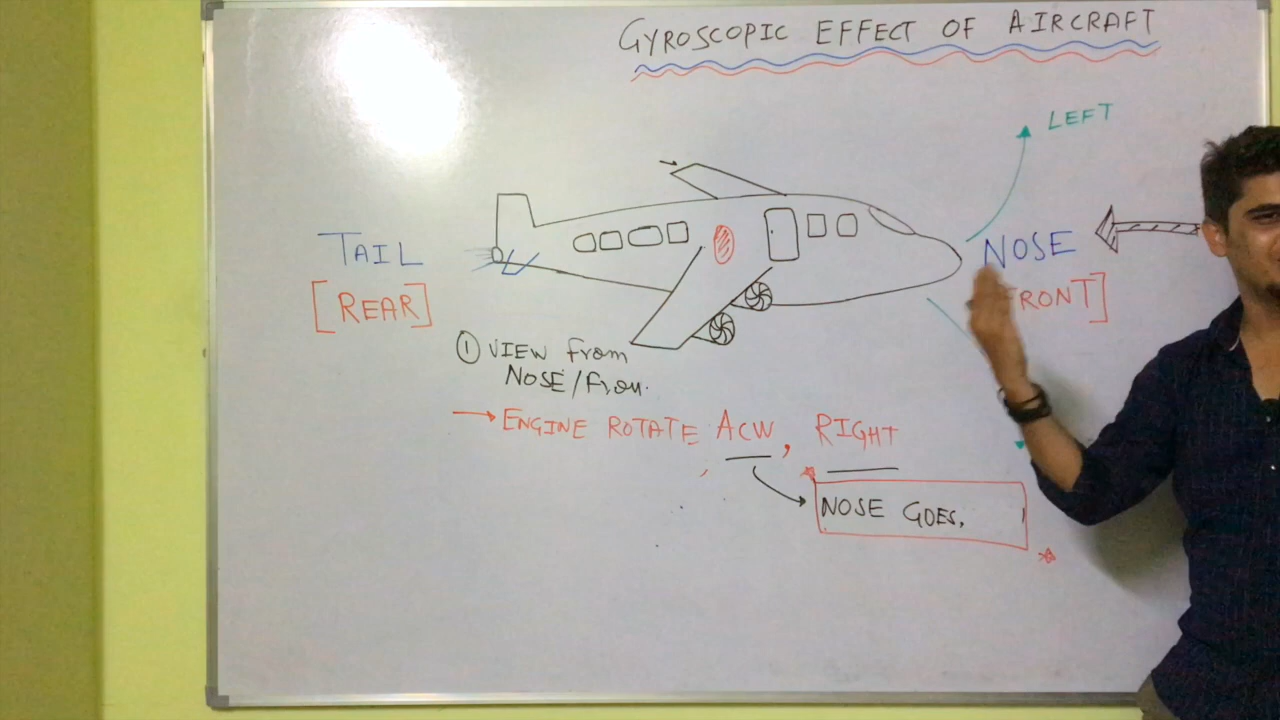 GYROSCOPIC EFFECT OF AIRCRAFT
LEFT
TAIL
[REAR]
NOSE
RONT]
① VIEW from
NOSE/Fron.
→ ENGINE ROTATE ACW, RIGHT
NOSE GOES.